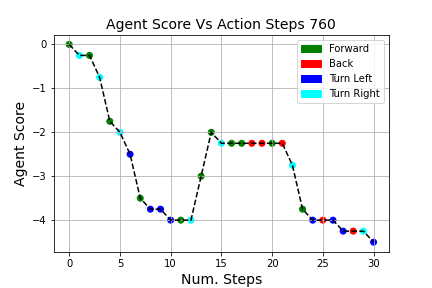 Agent Score Vs Action Steps 760
Forward
Back
Turn Left
Turn Right
0
−1
−2
−3
−4
Agent Score
0 5 10 15 20 25 30
Num. Steps